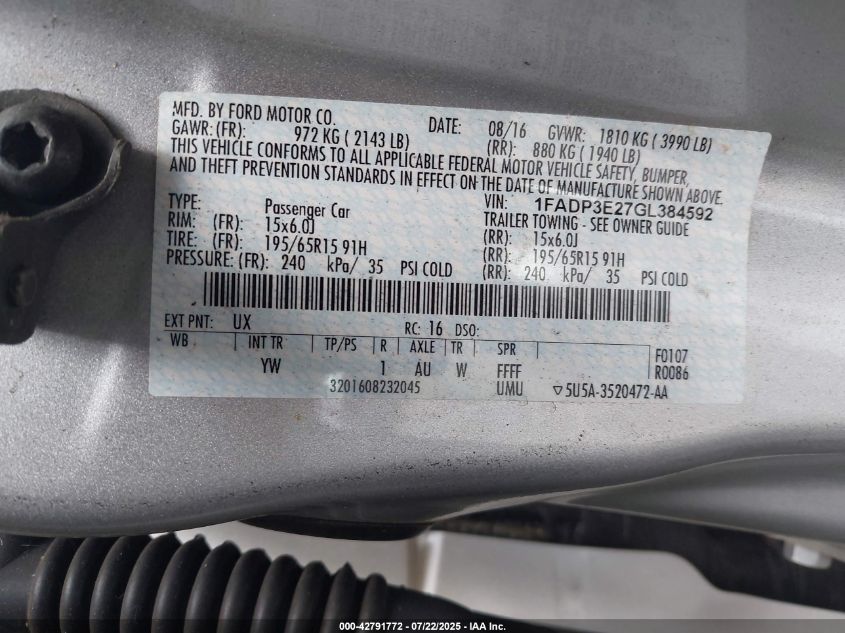 MFD. BY FORD MOTOR CO. DATE: 08/16 GVWR: 1810 KG ( 3990 LB)
GAWR: (FR): 972 KG ( 2143 LB) (RR): 880 KG ( 1940 LB)
THIS VEHICLE CONFORMS TO ALL APPLICABLE FEDERAL MOTOR VEHICLE SAFETY, BUMPER,
AND THEFT PREVENTION STANDARDS IN EFFECT ON THE DATE OF MANUFACTURE SHOWN ABOVE.
VIN: 1FADP3E27GL384592
TYPE: Passenger Car TRAILER TOWING - SEE OWNER GUIDE
RIM: (FR): 15x6.0J (RR): 15x6.0J
TIRE: (FR): 195/65R15 91H (RR): 195/65R15 91H
PRESSURE: (FR): 240 kPa/ 35 PSI COLD (RR): 240 kPa/ 35 PSI COLD
EXT PNT: UX RC: 16 DSO:
WB INT TR TP/PS R AXLE TR SPR F0107
YW 1 AU W FFFF R0086
3201608232045 UMU ▽5U5A-3520472-AA
000-42791772 - 07/22/2025 - IAA Inc.